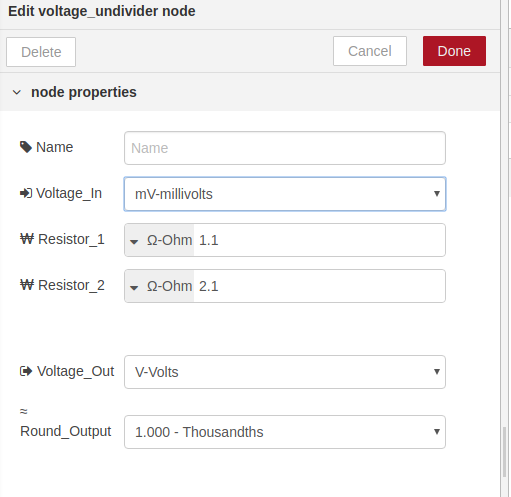 Edit voltage_undivider node
Delete
Cancel
Done
node properties
Name
Name
Voltage_In
mV-millivolts
₩ Resistor_1
Ω-Ohm 1.1
₩ Resistor_2
Ω-Ohm 2.1
Voltage_Out
V-Volts
≈
Round_Output
1.000 - Thousandths